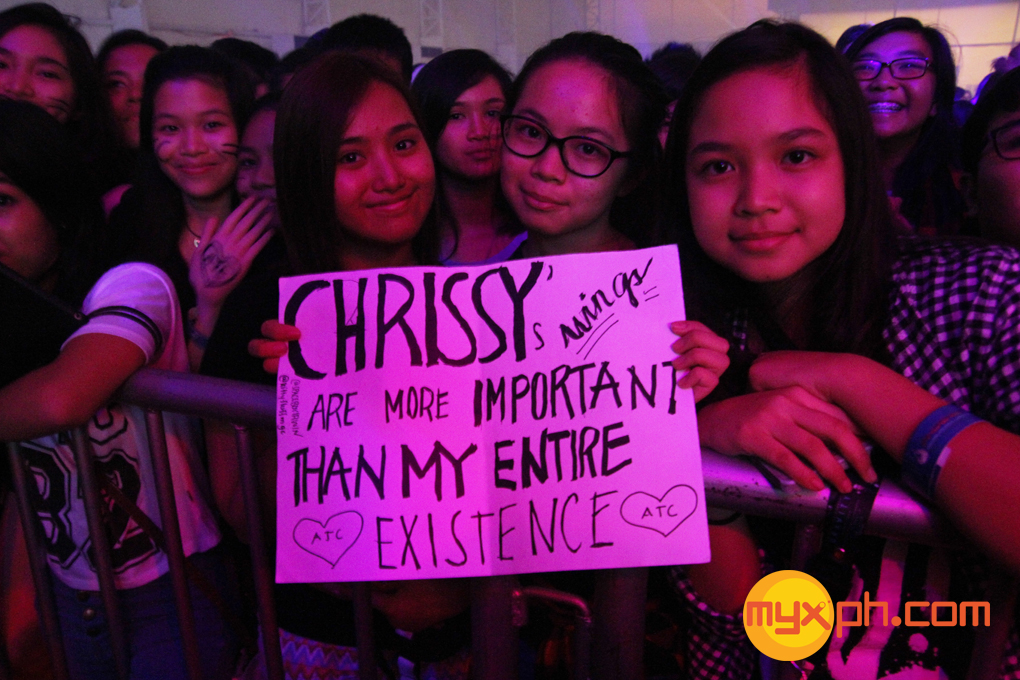 CHRISSY's wings
ARE MORE IMPORTANT
THAN MY ENTIRE
EXISTENCE
ATC
ATC
myxph.com